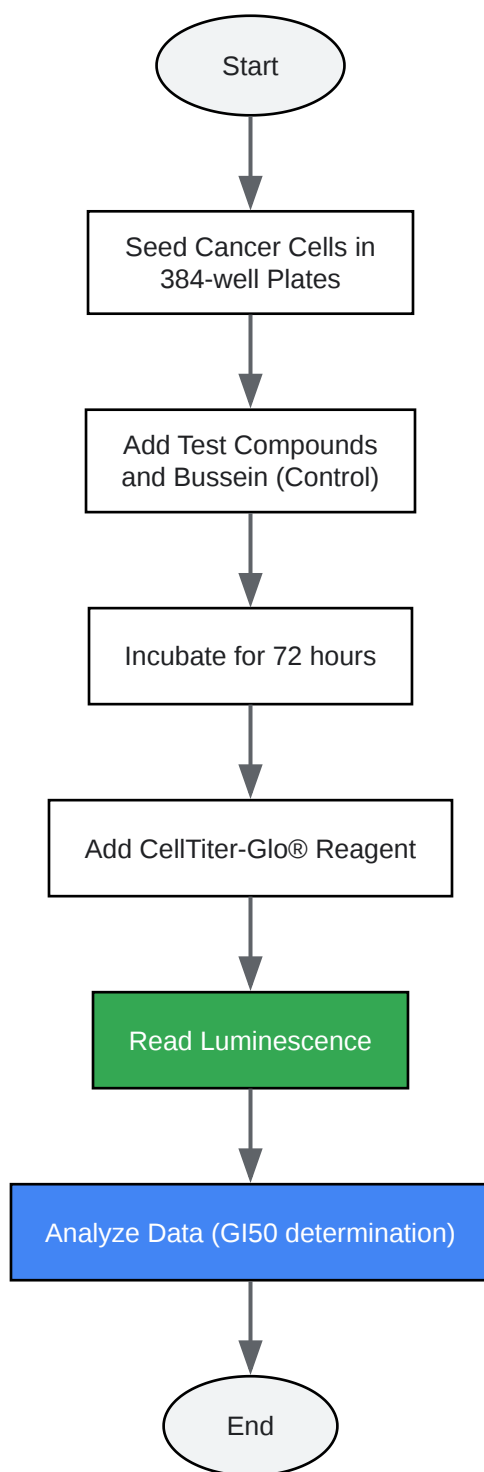 Start
Seed Cancer Cells in
384-well Plates
Add Test Compounds
and Bussein (Control)
Incubate for 72 hours
Add CellTiter-Glo® Reagent
Read Luminescence
Analyze Data (GI50 determination)
End